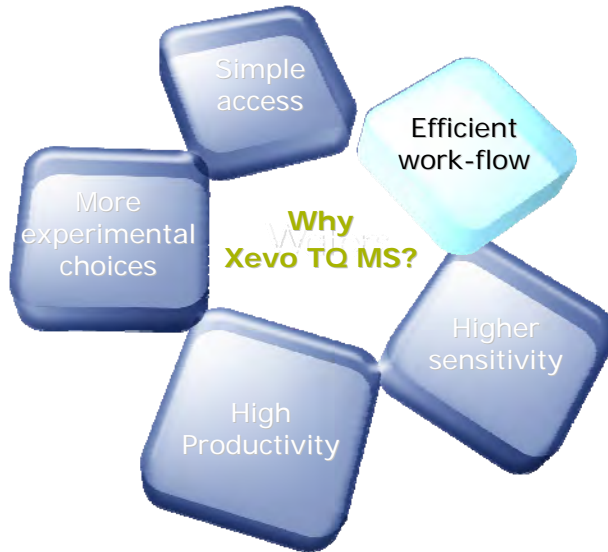 Simple
access
Efficient
work-flow
More
experimental
choices
Why
Xevo TQ MS?
Higher
sensitivity
High
Productivity